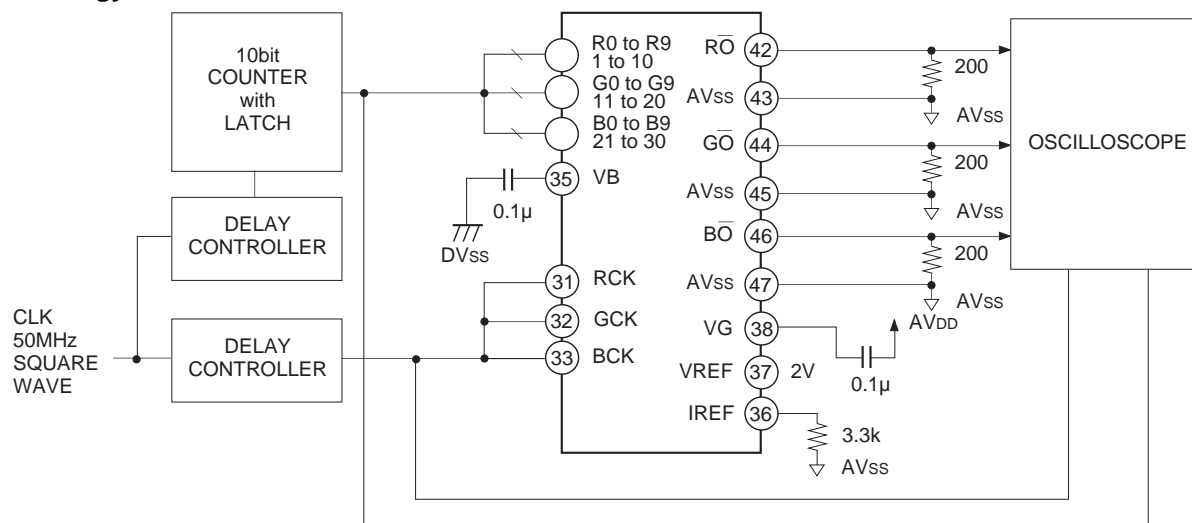 10bit
COUNTER
with
LATCH
DELAY
CONTROLLER
CLK
50MHz
SQUARE
WAVE
DELAY
CONTROLLER
R0 to R9
1 to 10
G0 to G9
11 to 20
B0 to B9
21 to 30
35 VB
0.1µ
DVSS
31 RCK
32 GCK
33 BCK
RO 42
AVSS 43
GO 44
AVSS 45
BO 46
AVSS 47
VG 38
VREF 37 2V
IREF 36
200
AVSS
200
AVSS
200
AVSS
AVDD
0.1µ
3.3k
AVSS
OSCILLOSCOPE